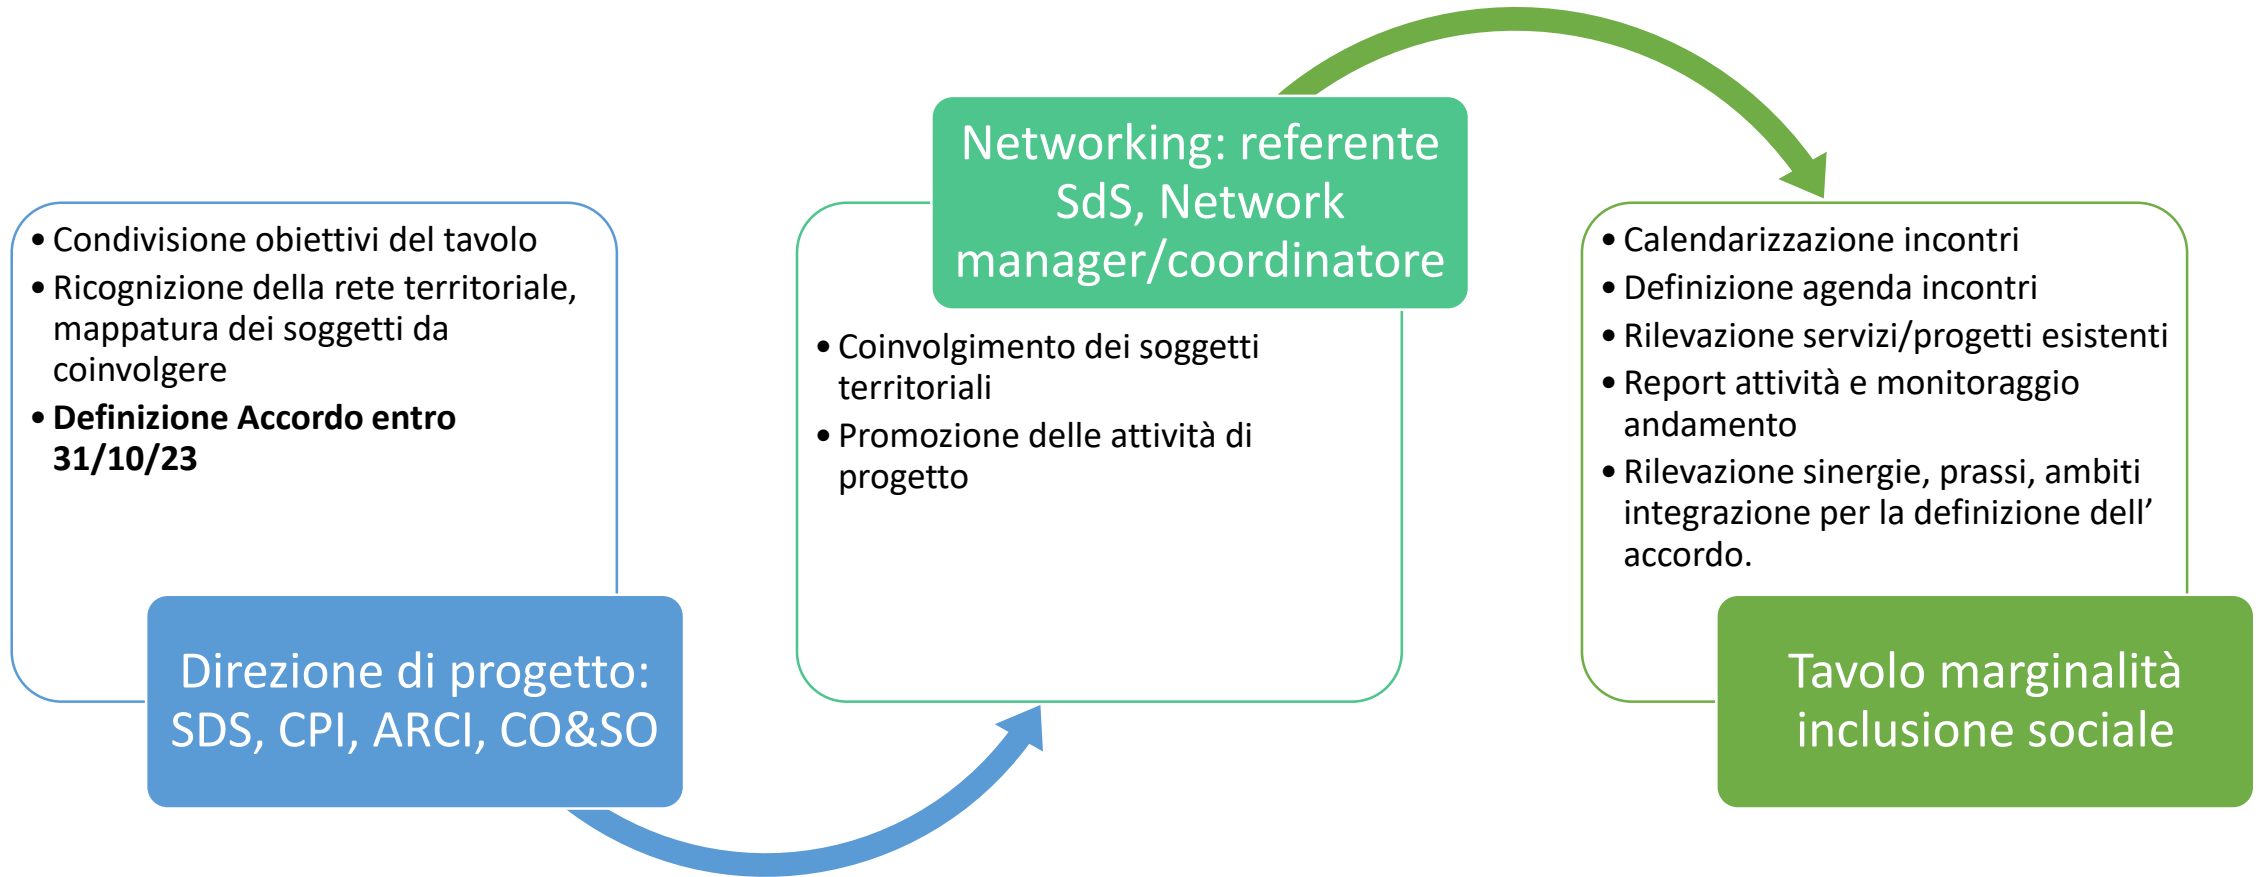 • Condivisione obiettivi del tavolo
• Ricognizione della rete territoriale,
mappatura dei soggetti da
coinvolgere
• Definizione Accordo entro
31/10/23
Direzione di progetto:
SDS, CPI, ARCI, CO&SO
Networking: referente
SdS, Network
manager/coordinatore
• Coinvolgimento dei soggetti
territoriali
• Promozione delle attività di
progetto
• Calendarizzazione incontri
• Definizione agenda incontri
• Rilevazione servizi/progetti esistenti
• Report attività e monitoraggio
andamento
• Rilevazione sinergie, prassi, ambiti
integrazione per la definizione dell’
accordo.
Tavolo marginalità
inclusione sociale